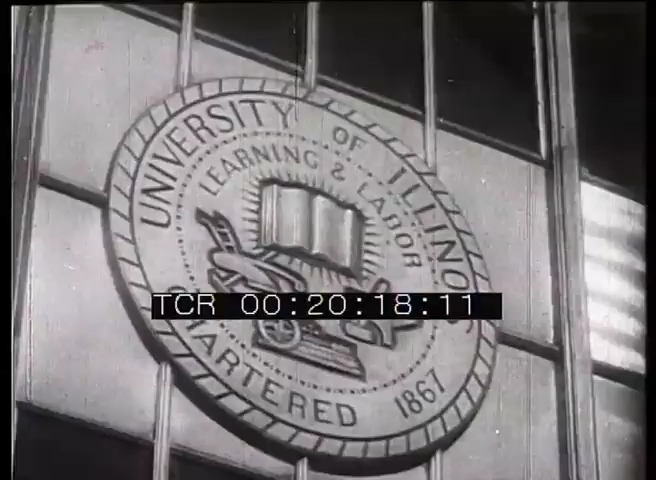 UNIVERSITY OF ILLINOIS
LEARNING & LABOR
TCR 00:20:18:11
CHARTERED 1867